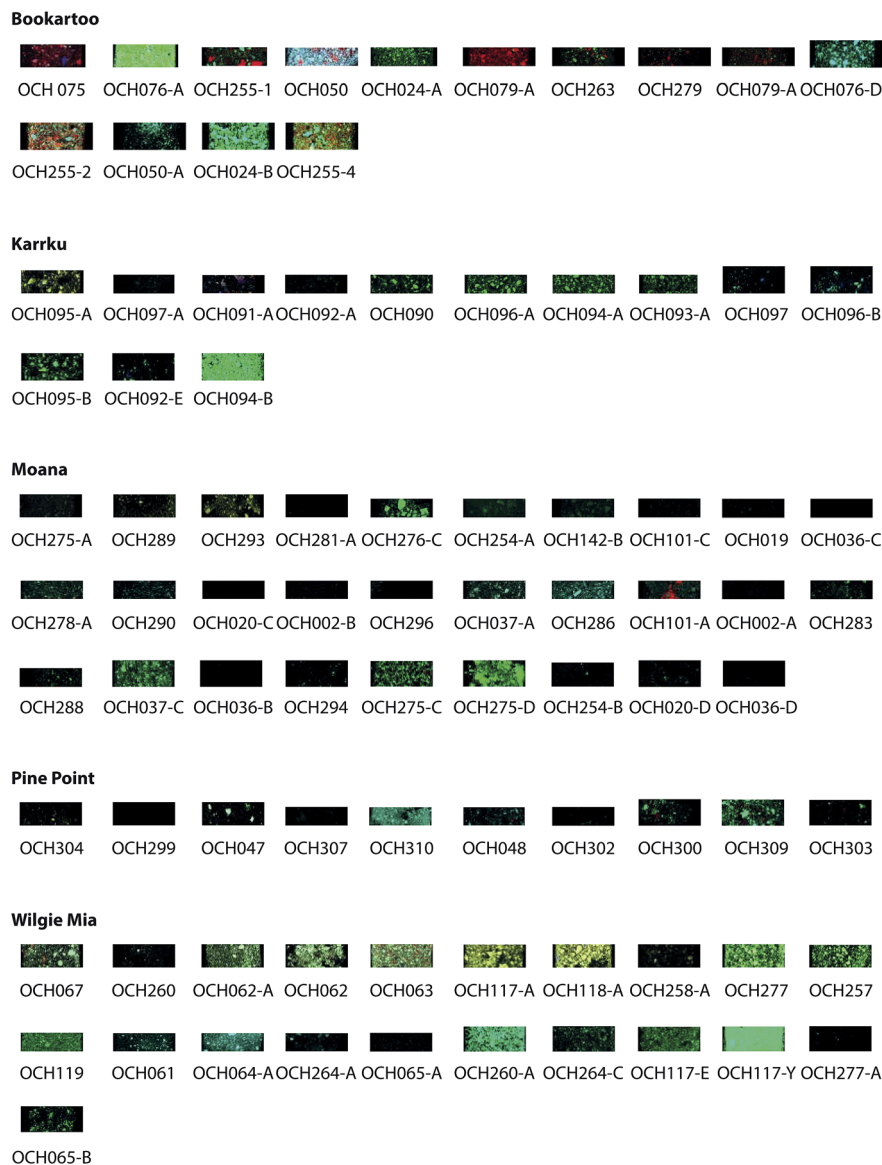 Bookartoo
OCH 075 OCH076-A OCH255-1 OCH050 OCH024-A OCH079-A OCH263 OCH279 OCH079-A OCH076-D
OCH255-2 OCH050-A OCH024-B OCH255-4
Karrku
OCH095-A OCH097-A OCH091-A OCH092-A OCH090 OCH096-A OCH094-A OCH093-A OCH097 OCH096-B
OCH095-B OCH092-E OCH094-B
Moana
OCH275-A OCH289 OCH293 OCH281-A OCH276-C OCH254-A OCH142-B OCH101-C OCH019 OCH036-C
OCH278-A OCH290 OCH020-C OCH002-B OCH296 OCH037-A OCH286 OCH101-A OCH002-A OCH283
OCH288 OCH037-C OCH036-B OCH294 OCH275-C OCH275-D OCH254-B OCH020-D OCH036-D
Pine Point
OCH304 OCH299 OCH047 OCH307 OCH310 OCH048 OCH302 OCH300 OCH309 OCH303
Wilgie Mia
OCH067 OCH260 OCH062-A OCH062 OCH063 OCH117-A OCH118-A OCH258-A OCH277 OCH257
OCH119 OCH061 OCH064-A OCH264-A OCH065-A OCH260-A OCH264-C OCH117-E OCH117-Y OCH277-A
OCH065-B